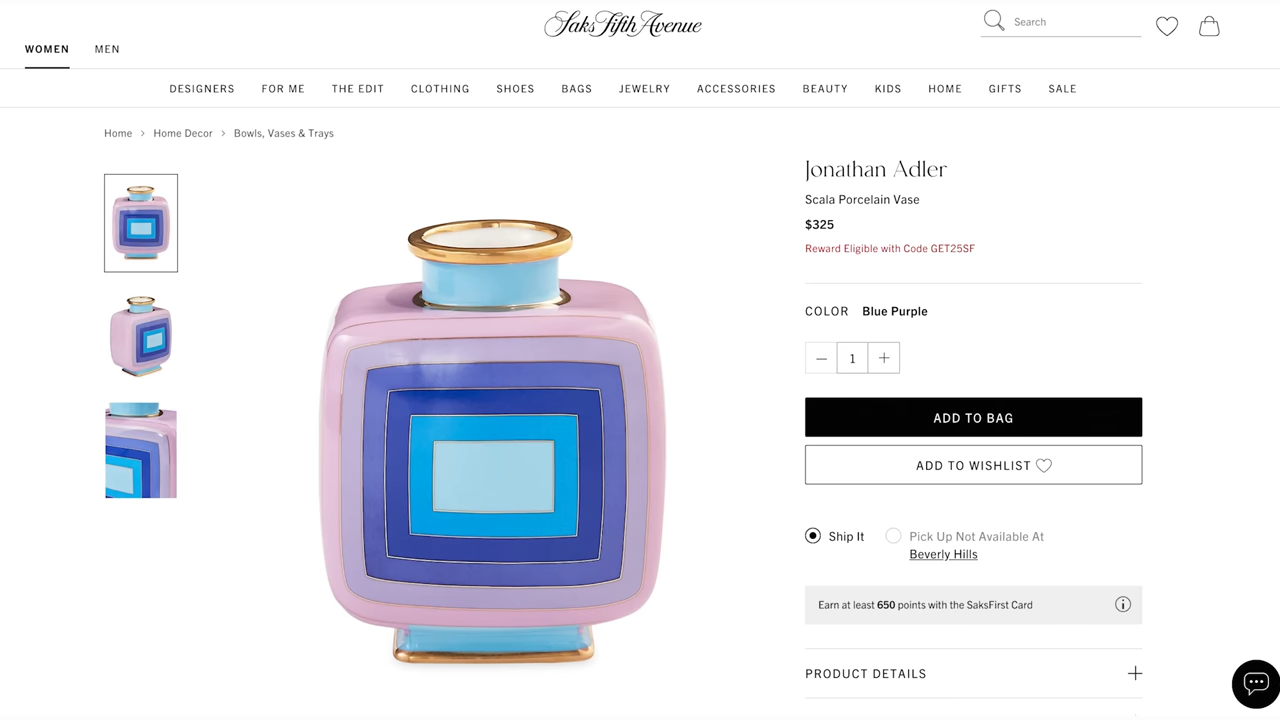 Saks Fifth Avenue
Search
WOMEN MEN
DESIGNERS FOR ME THE EDIT CLOTHING SHOES BAGS JEWELRY ACCESSORIES BEAUTY KIDS HOME GIFTS SALE
Home > Home Decor > Bowls, Vases & Trays
Jonathan Adler
Scala Porcelain Vase
$325
Reward Eligible with Code GET25SF
COLOR Blue Purple
— 1 +
ADD TO BAG
ADD TO WISHLIST
Ship It Pick Up Not Available At
Beverly Hills
Earn at least 650 points with the SaksFirst Card
PRODUCT DETAILS +